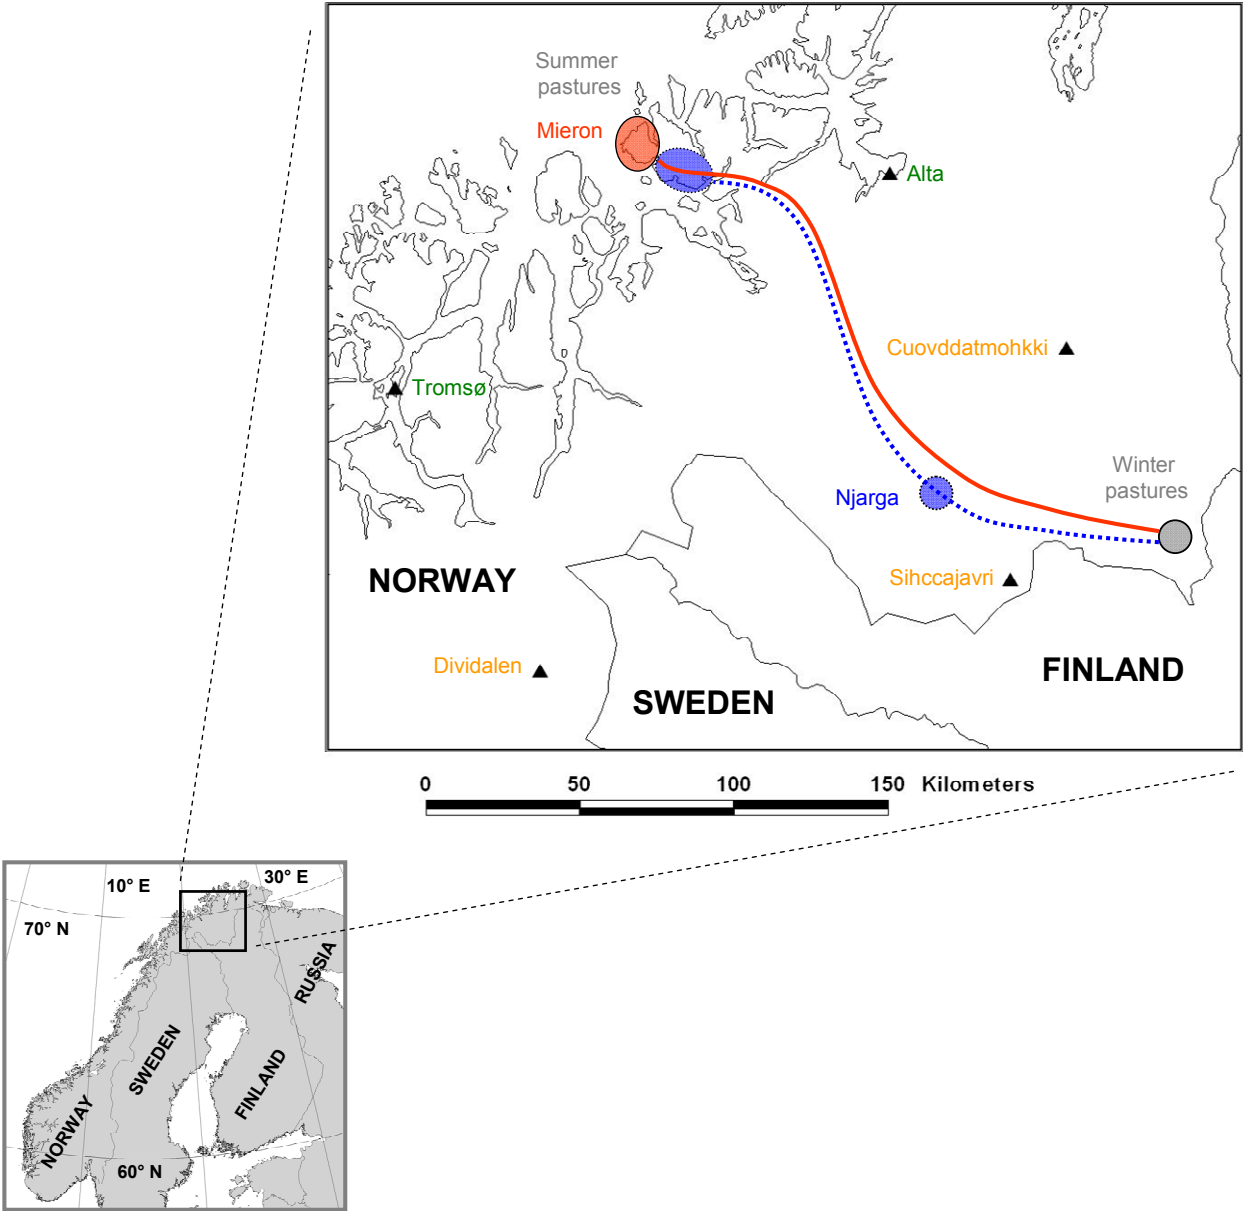 Summer
pastures
Mieron
Alta
Cuovddatmohkki
Tromsø
Winter
pastures
Njarga
NORWAY
Sihccajavri
Dividalen
FINLAND
SWEDEN
0 50 100 150 Kilometers
10° E
30° E
70° N
RUSSIA
SWEDEN
FINLAND
NORWAY
60° N